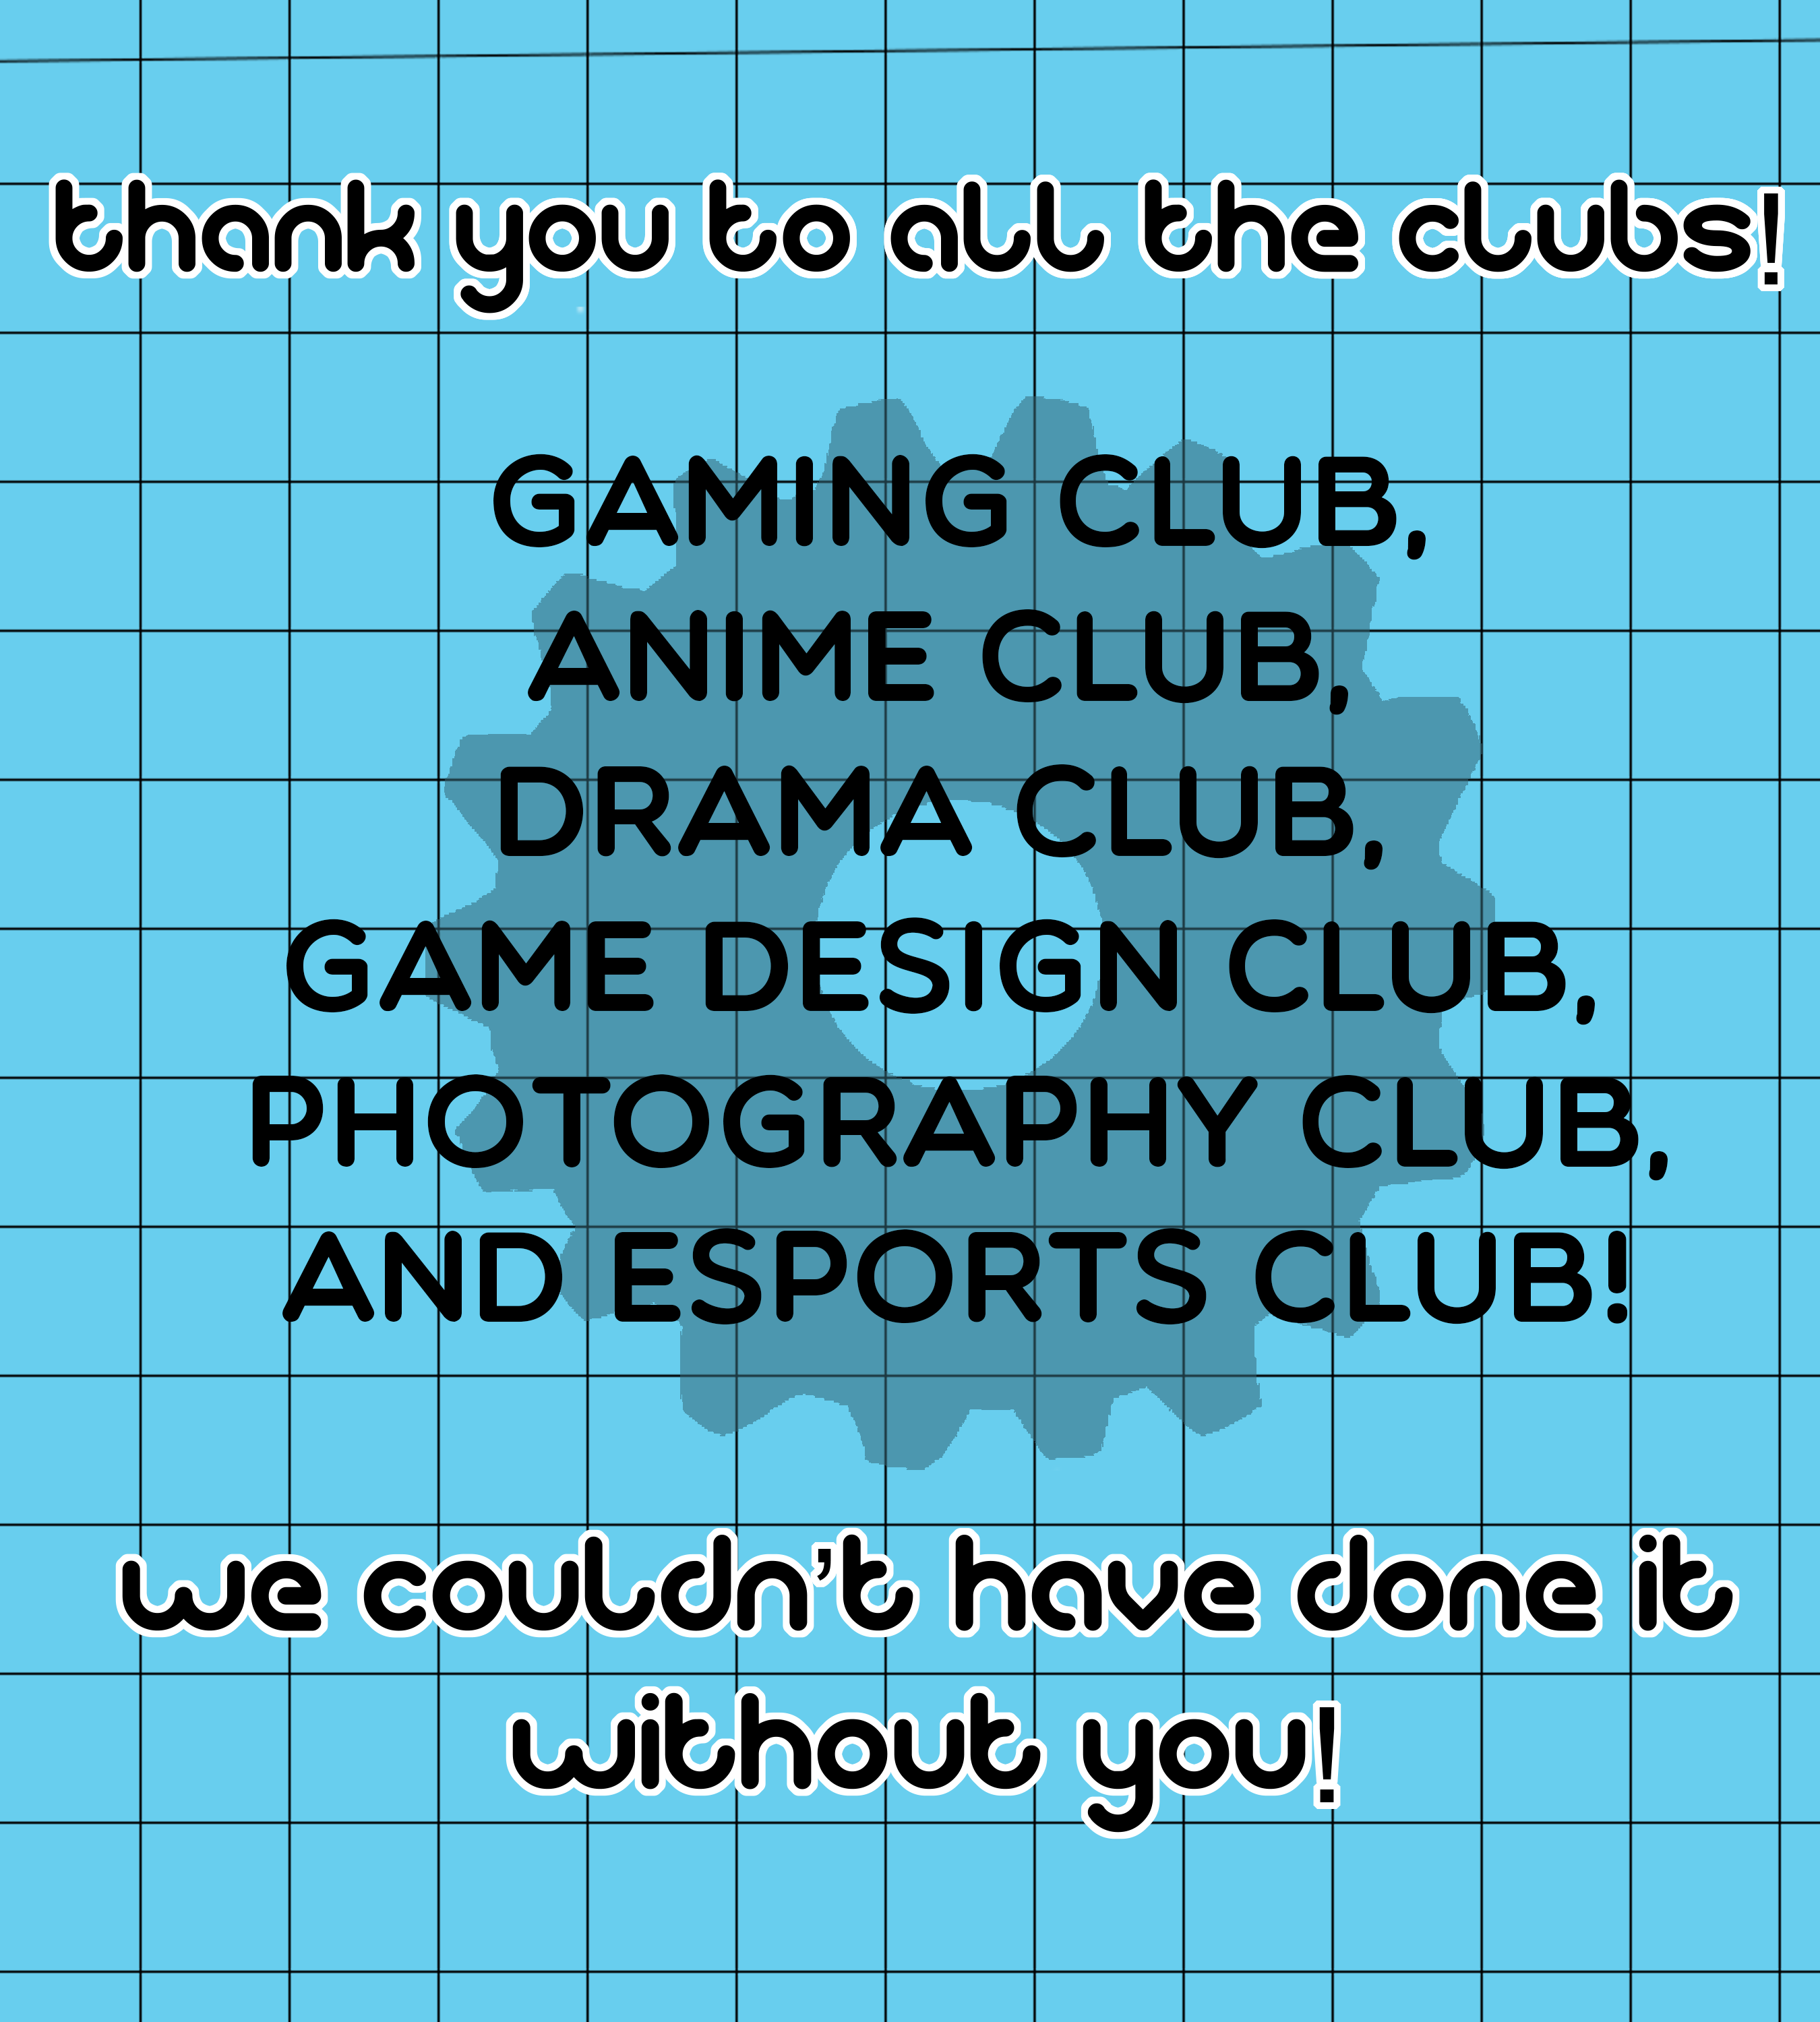 thank you to all the clubs!
GAMING CLUB,
ANIME CLUB,
DRAMA CLUB,
GAME DESIGN CLUB,
PHOTOGRAPHY CLUB,
AND ESPORTS CLUB!
we couldn't have done it
without you!